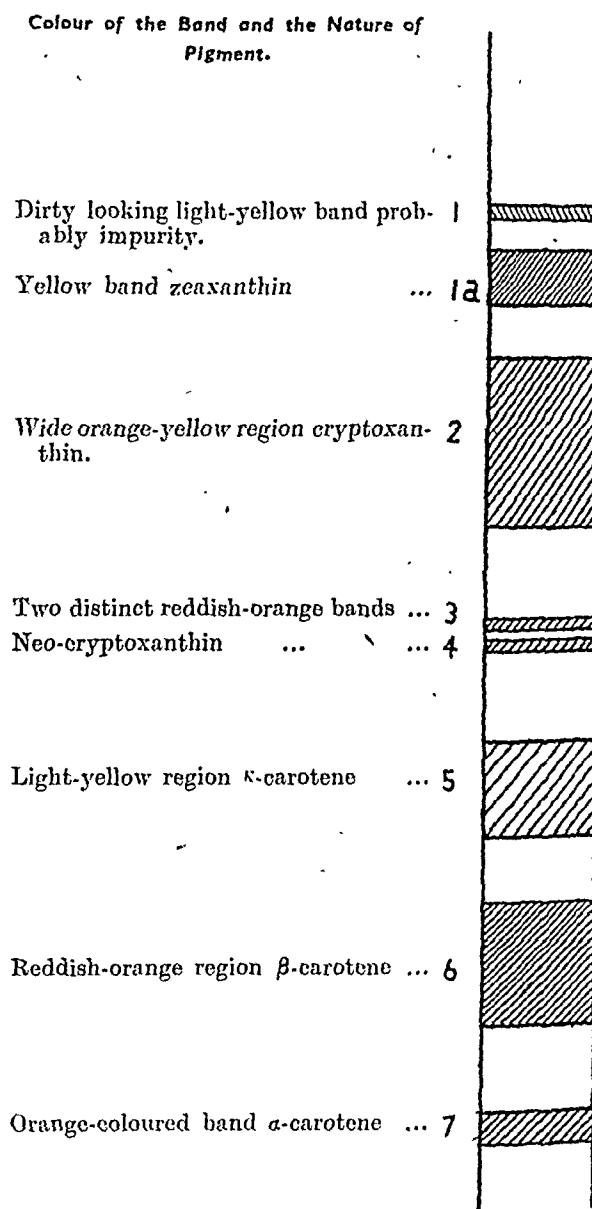 Colour of the Band and the Nature of
Pigment.
Dirty looking light-yellow band prob- 1
ably impurity.
Yellow band zeaxanthin ... 1a
Wide orange-yellow region cryptoxan- 2
thin.
Two distinct reddish-orange bands ... 3
Neo-cryptoxanthin ... ... 4
Light-yellow region κ-carotene ... 5
Reddish-orange region β-carotene ... 6
Orange-coloured band α-carotene ... 7